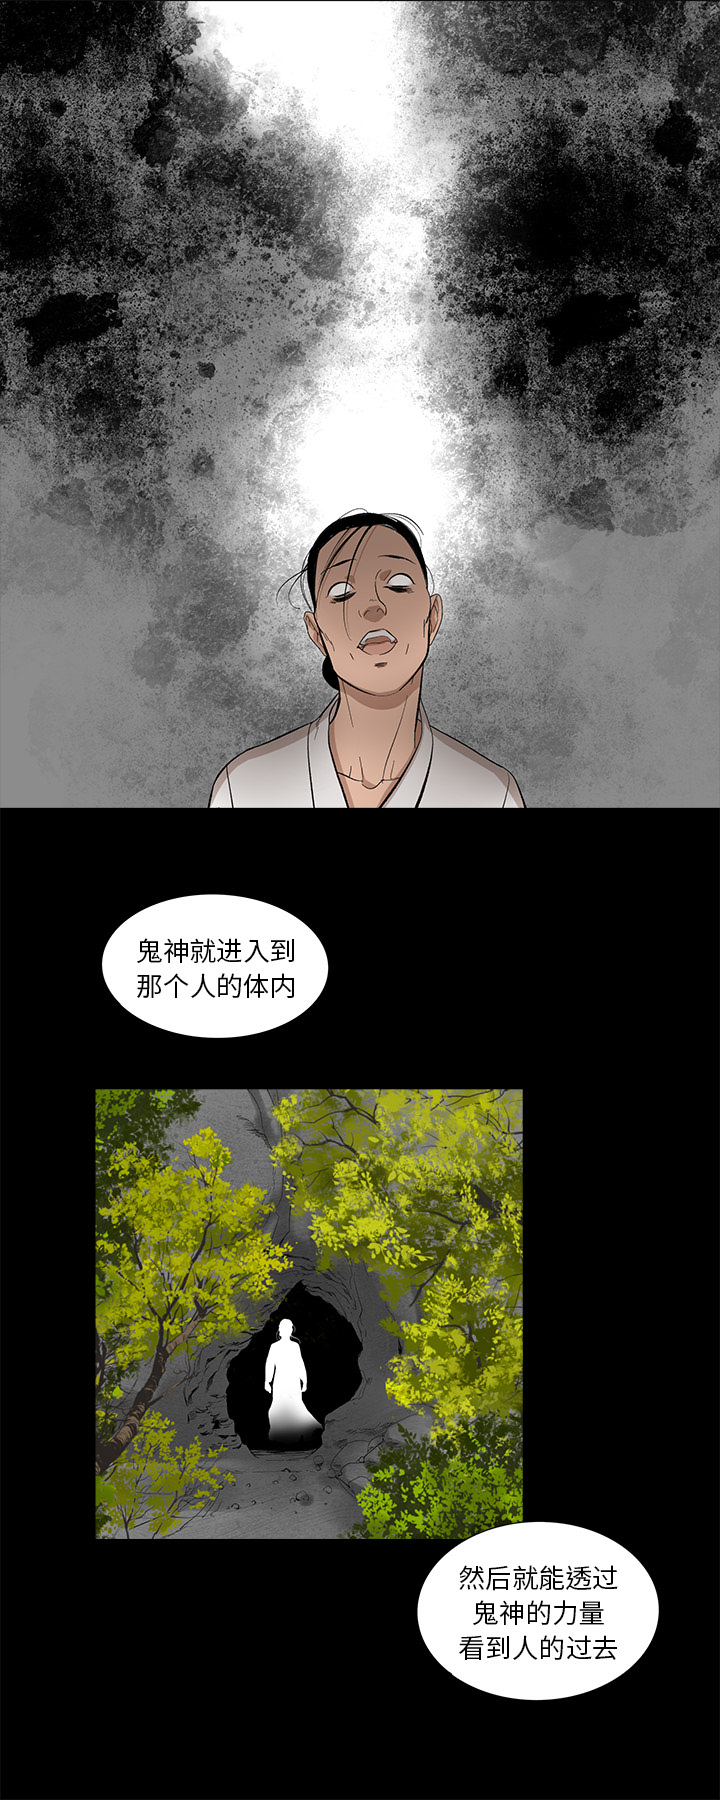 鬼神就进入到
那个人的体内
然后就能透过
鬼神的力量
看到人的过去